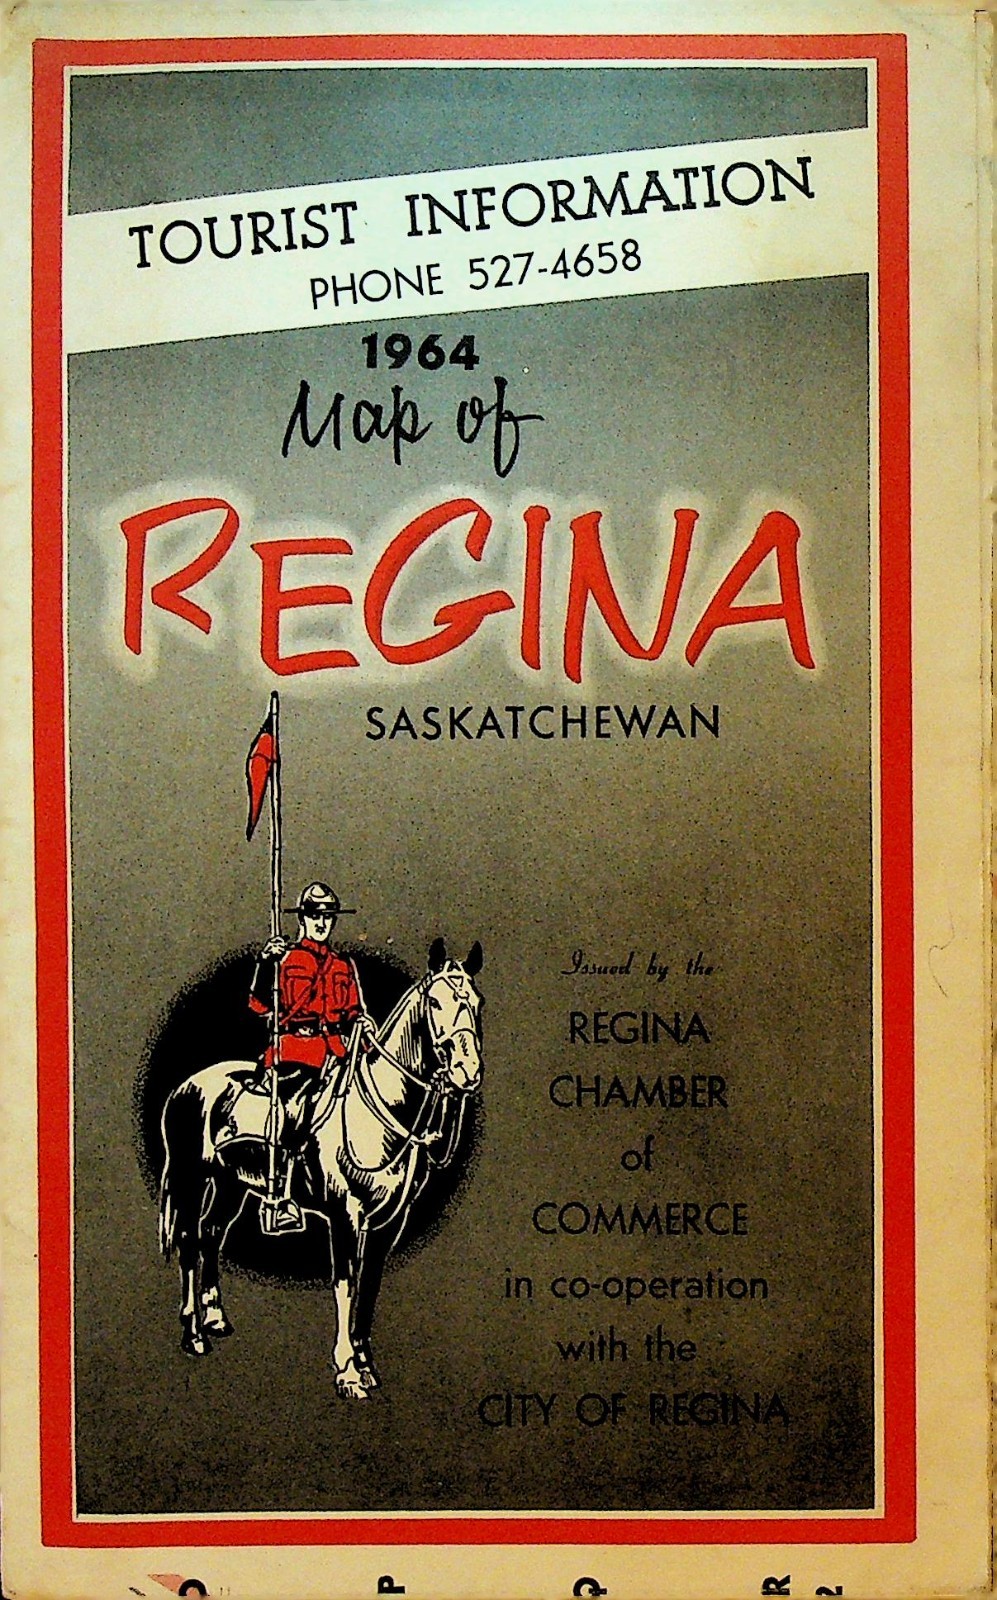 TOURIST INFORMATION
PHONE 527-4658
1964
Map of
REGINA
SASKATCHEWAN
Issued by the
REGINA
CHAMBER
of
COMMERCE
in co-operation
with the
CITY OF REGINA
P Q R 2